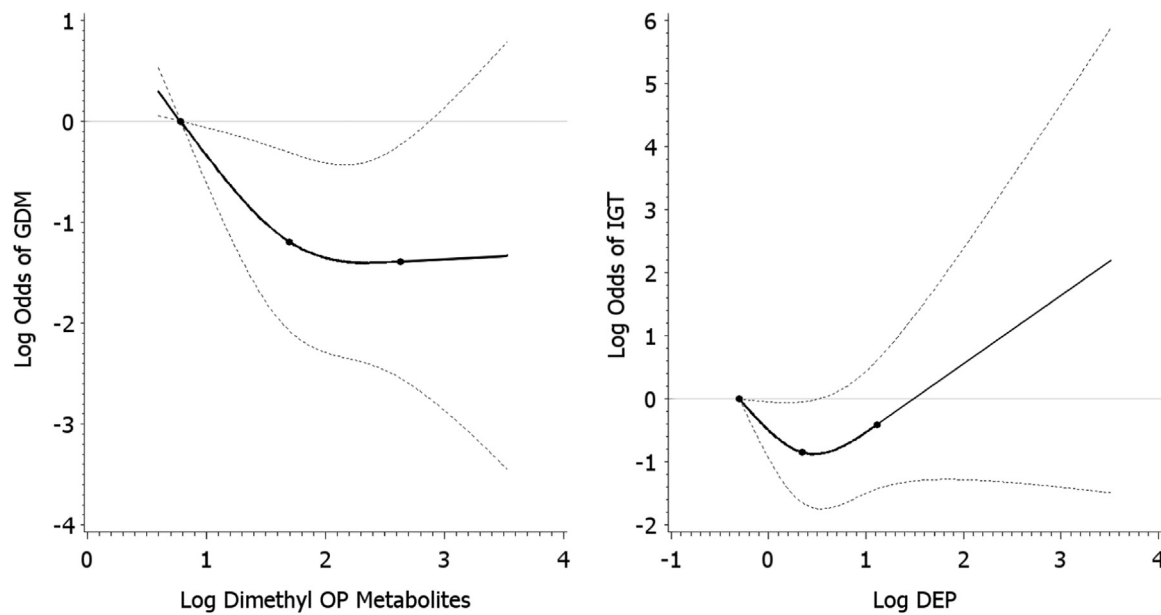 Log Odds of GDM
1
0
-1
-2
-3
-4
0 1 2 3 4
Log Dimethyl OP Metabolites
Log Odds of IGT
6
5
4
3
2
1
0
-1
-2
-1 0 1 2 3 4
Log DEP